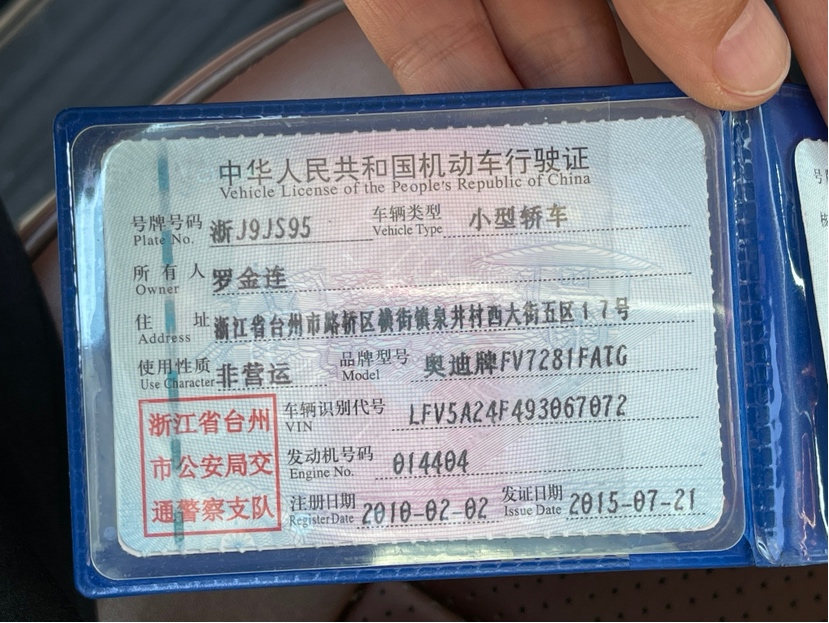 中华人民共和国机动车行驶证
Vehicle License of the People's Republic of China
号牌号码 浙J9JS95 车辆类型 小型轿车
Plate No. Vehicle Type
所有人 罗金连
Owner
住址 浙江省台州市路桥区横街镇泉井村西大街五区17号
Address
使用性质 非营运 品牌型号 奥迪牌FV7281FATG
Use Character Model
浙江省台州
市公安局交
通警察支队
车辆识别代号 LFV5A24F493067072
VIN
发动机号码 014404
Engine No.
注册日期 2010-02-02 发证日期 2015-07-21
Register Date Issue Date
号